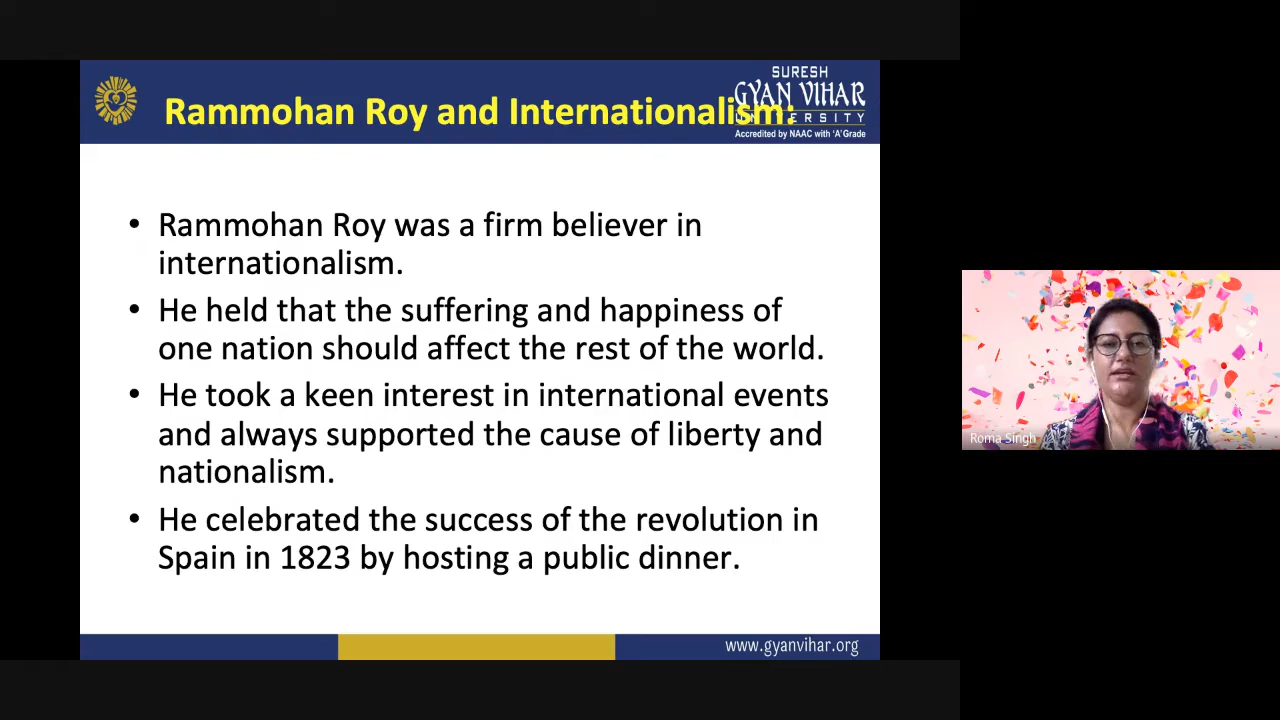 SURESH
GYAN VIHAR
UNIVERSITY
Accredited by NAAC with 'A' Grade
Rammohan Roy and Internationalism:
• Rammohan Roy was a firm believer in
internationalism.
• He held that the suffering and happiness of
one nation should affect the rest of the world.
• He took a keen interest in international events
and always supported the cause of liberty and
nationalism.
• He celebrated the success of the revolution in
Spain in 1823 by hosting a public dinner.
www.gyanvihar.org
Roma Singh